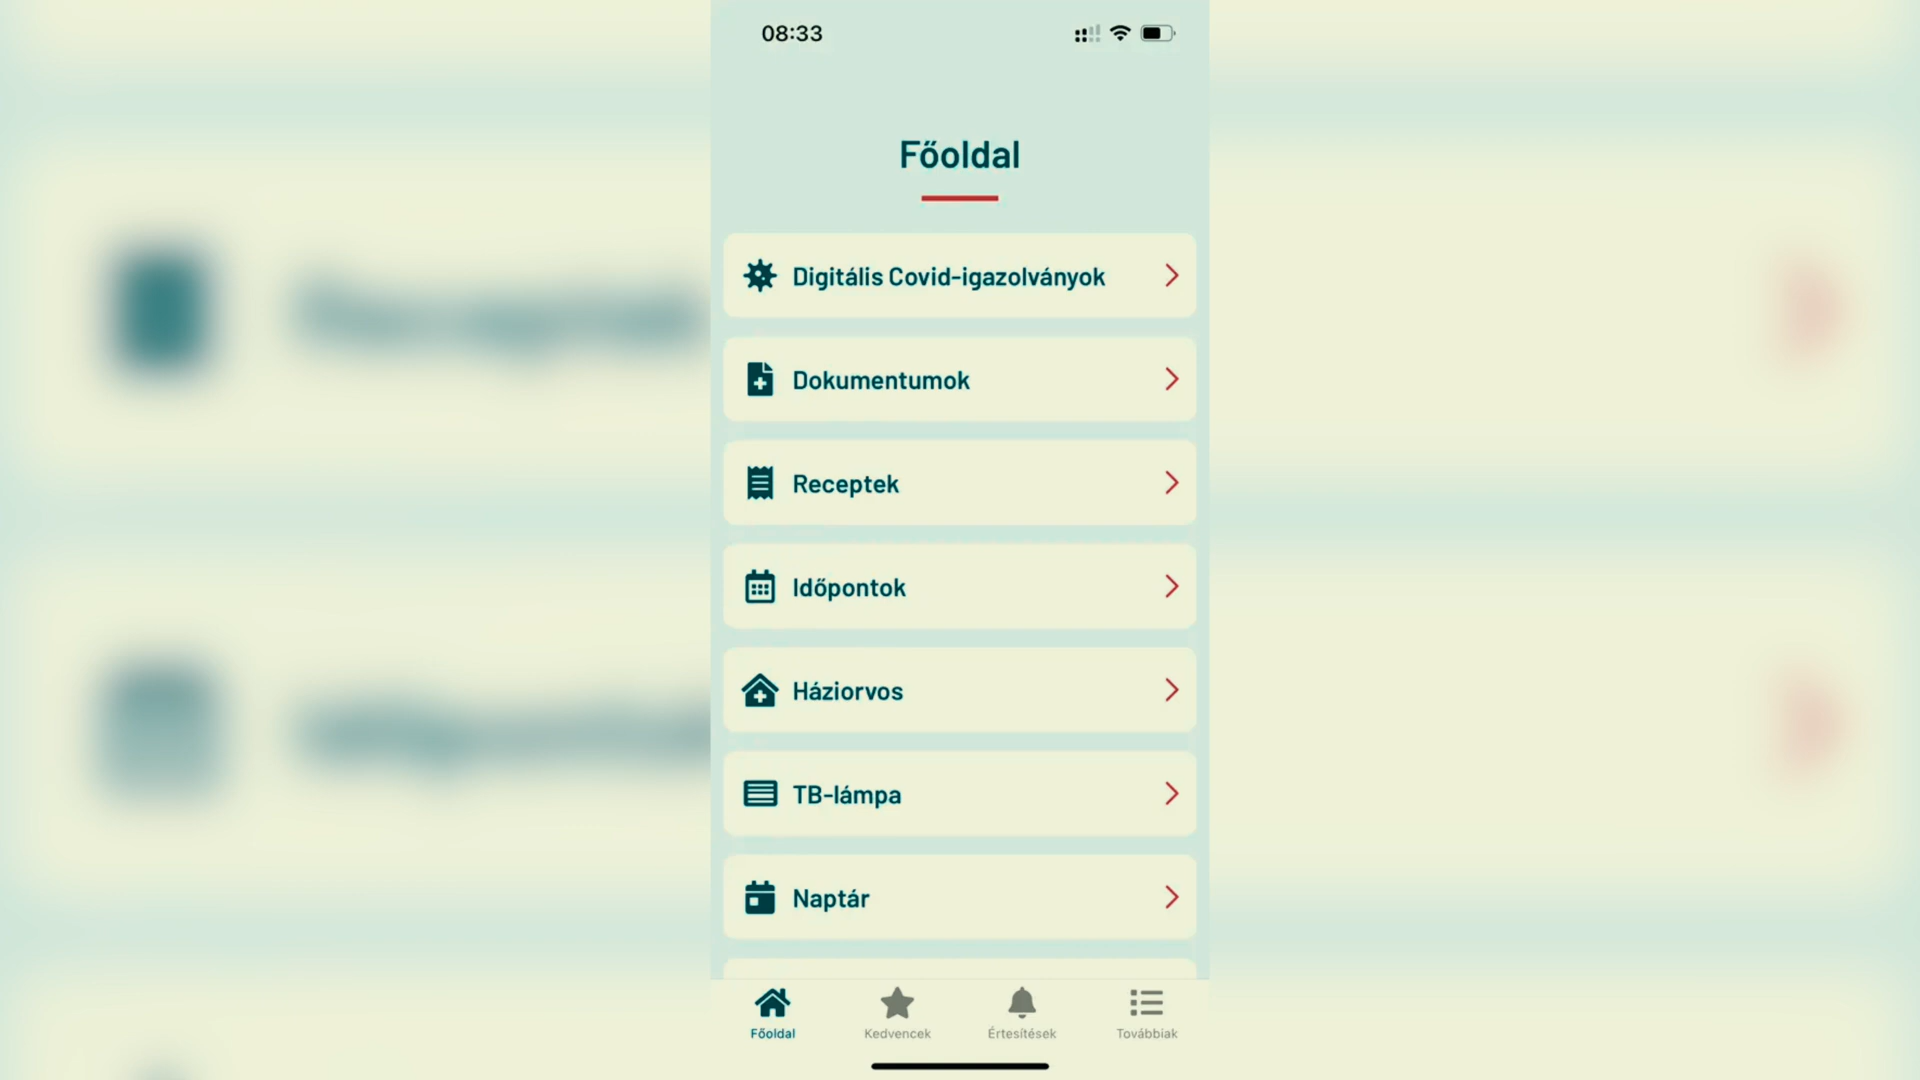 08:33
Főoldal
Digitális Covid-igazolványok
Dokumentumok
Receptek
Időpontok
Háziorvos
TB-lámpa
Naptár
Főoldal
Kedvencek
Értesítések
Továbbiak